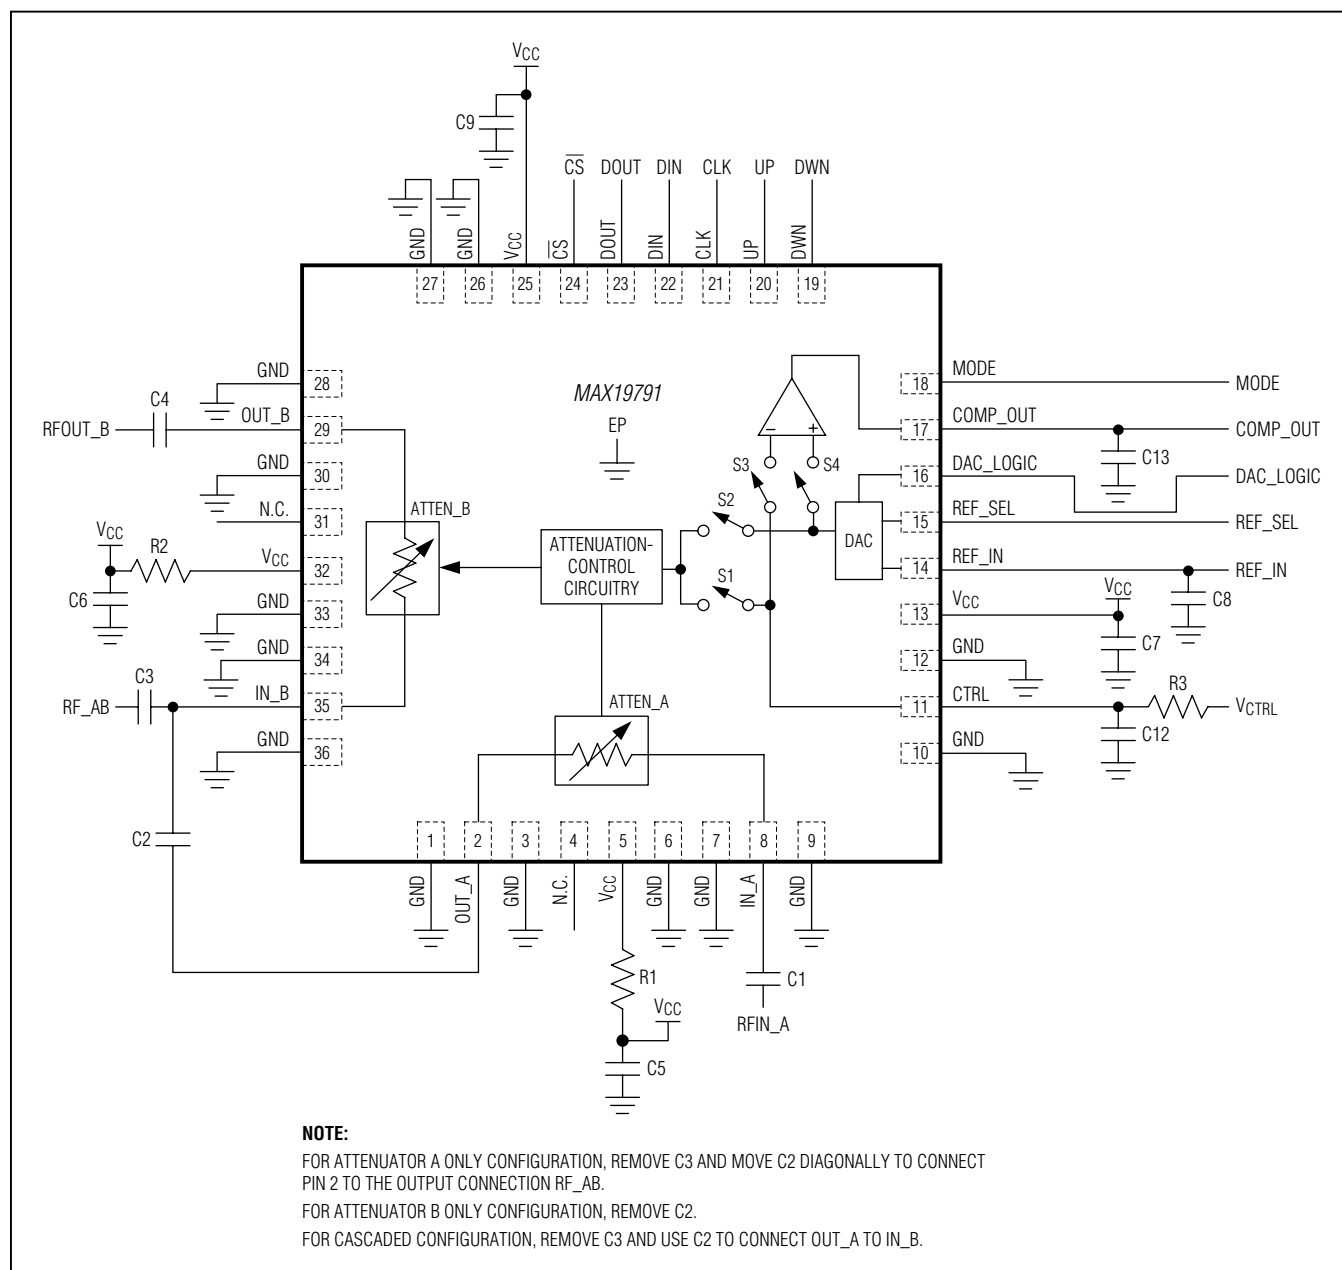 VCC
C9
CS DOUT DIN CLK UP DWN
GND GND VCC CS DOUT DIN CLK UP DWN
27 26 25 24 23 22 21 20 19
GND
28
C4
RFOUT_B
OUT_B
29
GND
30
N.C.
31
VCC
R2
VCC
32
C6
GND
33
GND
34
C3
RF_AB
IN_B
35
GND
36
C2
MAX19791
EP
ATTEN_B
ATTENUATION-
CONTROL
CIRCUITRY
ATTEN_A
S3
S4
S2
S1
– +
DAC
18
MODE
MODE
17
COMP_OUT
COMP_OUT
C13
16
DAC_LOGIC
DAC_LOGIC
15
REF_SEL
REF_SEL
14
REF_IN
REF_IN
C8
13
VCC
VCC
C7
12
GND
11
CTRL
R3
VCTRL
C12
10
GND
1 2 3 4 5 6 7 8 9
GND OUT_A GND N.C. VCC GND GND IN_A GND
R1
C1
RFIN_A
VCC
C5
NOTE:
FOR ATTENUATOR A ONLY CONFIGURATION, REMOVE C3 AND MOVE C2 DIAGONALLY TO CONNECT
PIN 2 TO THE OUTPUT CONNECTION RF_AB.
FOR ATTENUATOR B ONLY CONFIGURATION, REMOVE C2.
FOR CASCADED CONFIGURATION, REMOVE C3 AND USE C2 TO CONNECT OUT_A TO IN_B.